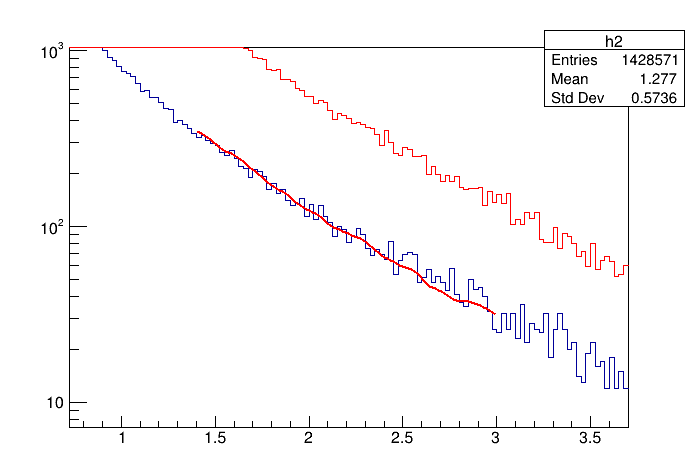 h2
Entries 1428571
Mean 1.277
Std Dev 0.5736
10³
10²
10
1 1.5 2 2.5 3 3.5